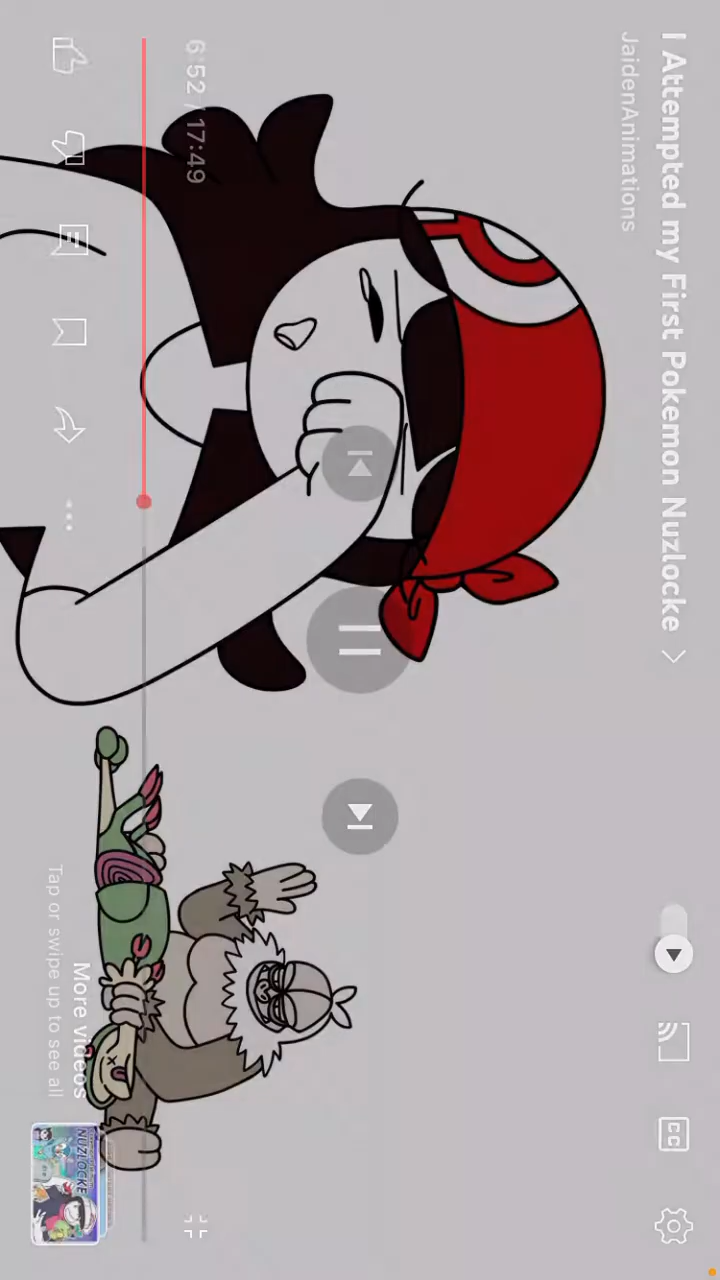 I Attempted my First Pokemon Nuzlocke
JaidenAnimations
CC
6:52 / 17:49
More videos
Tap or swipe up to see all
NUZLOCKE